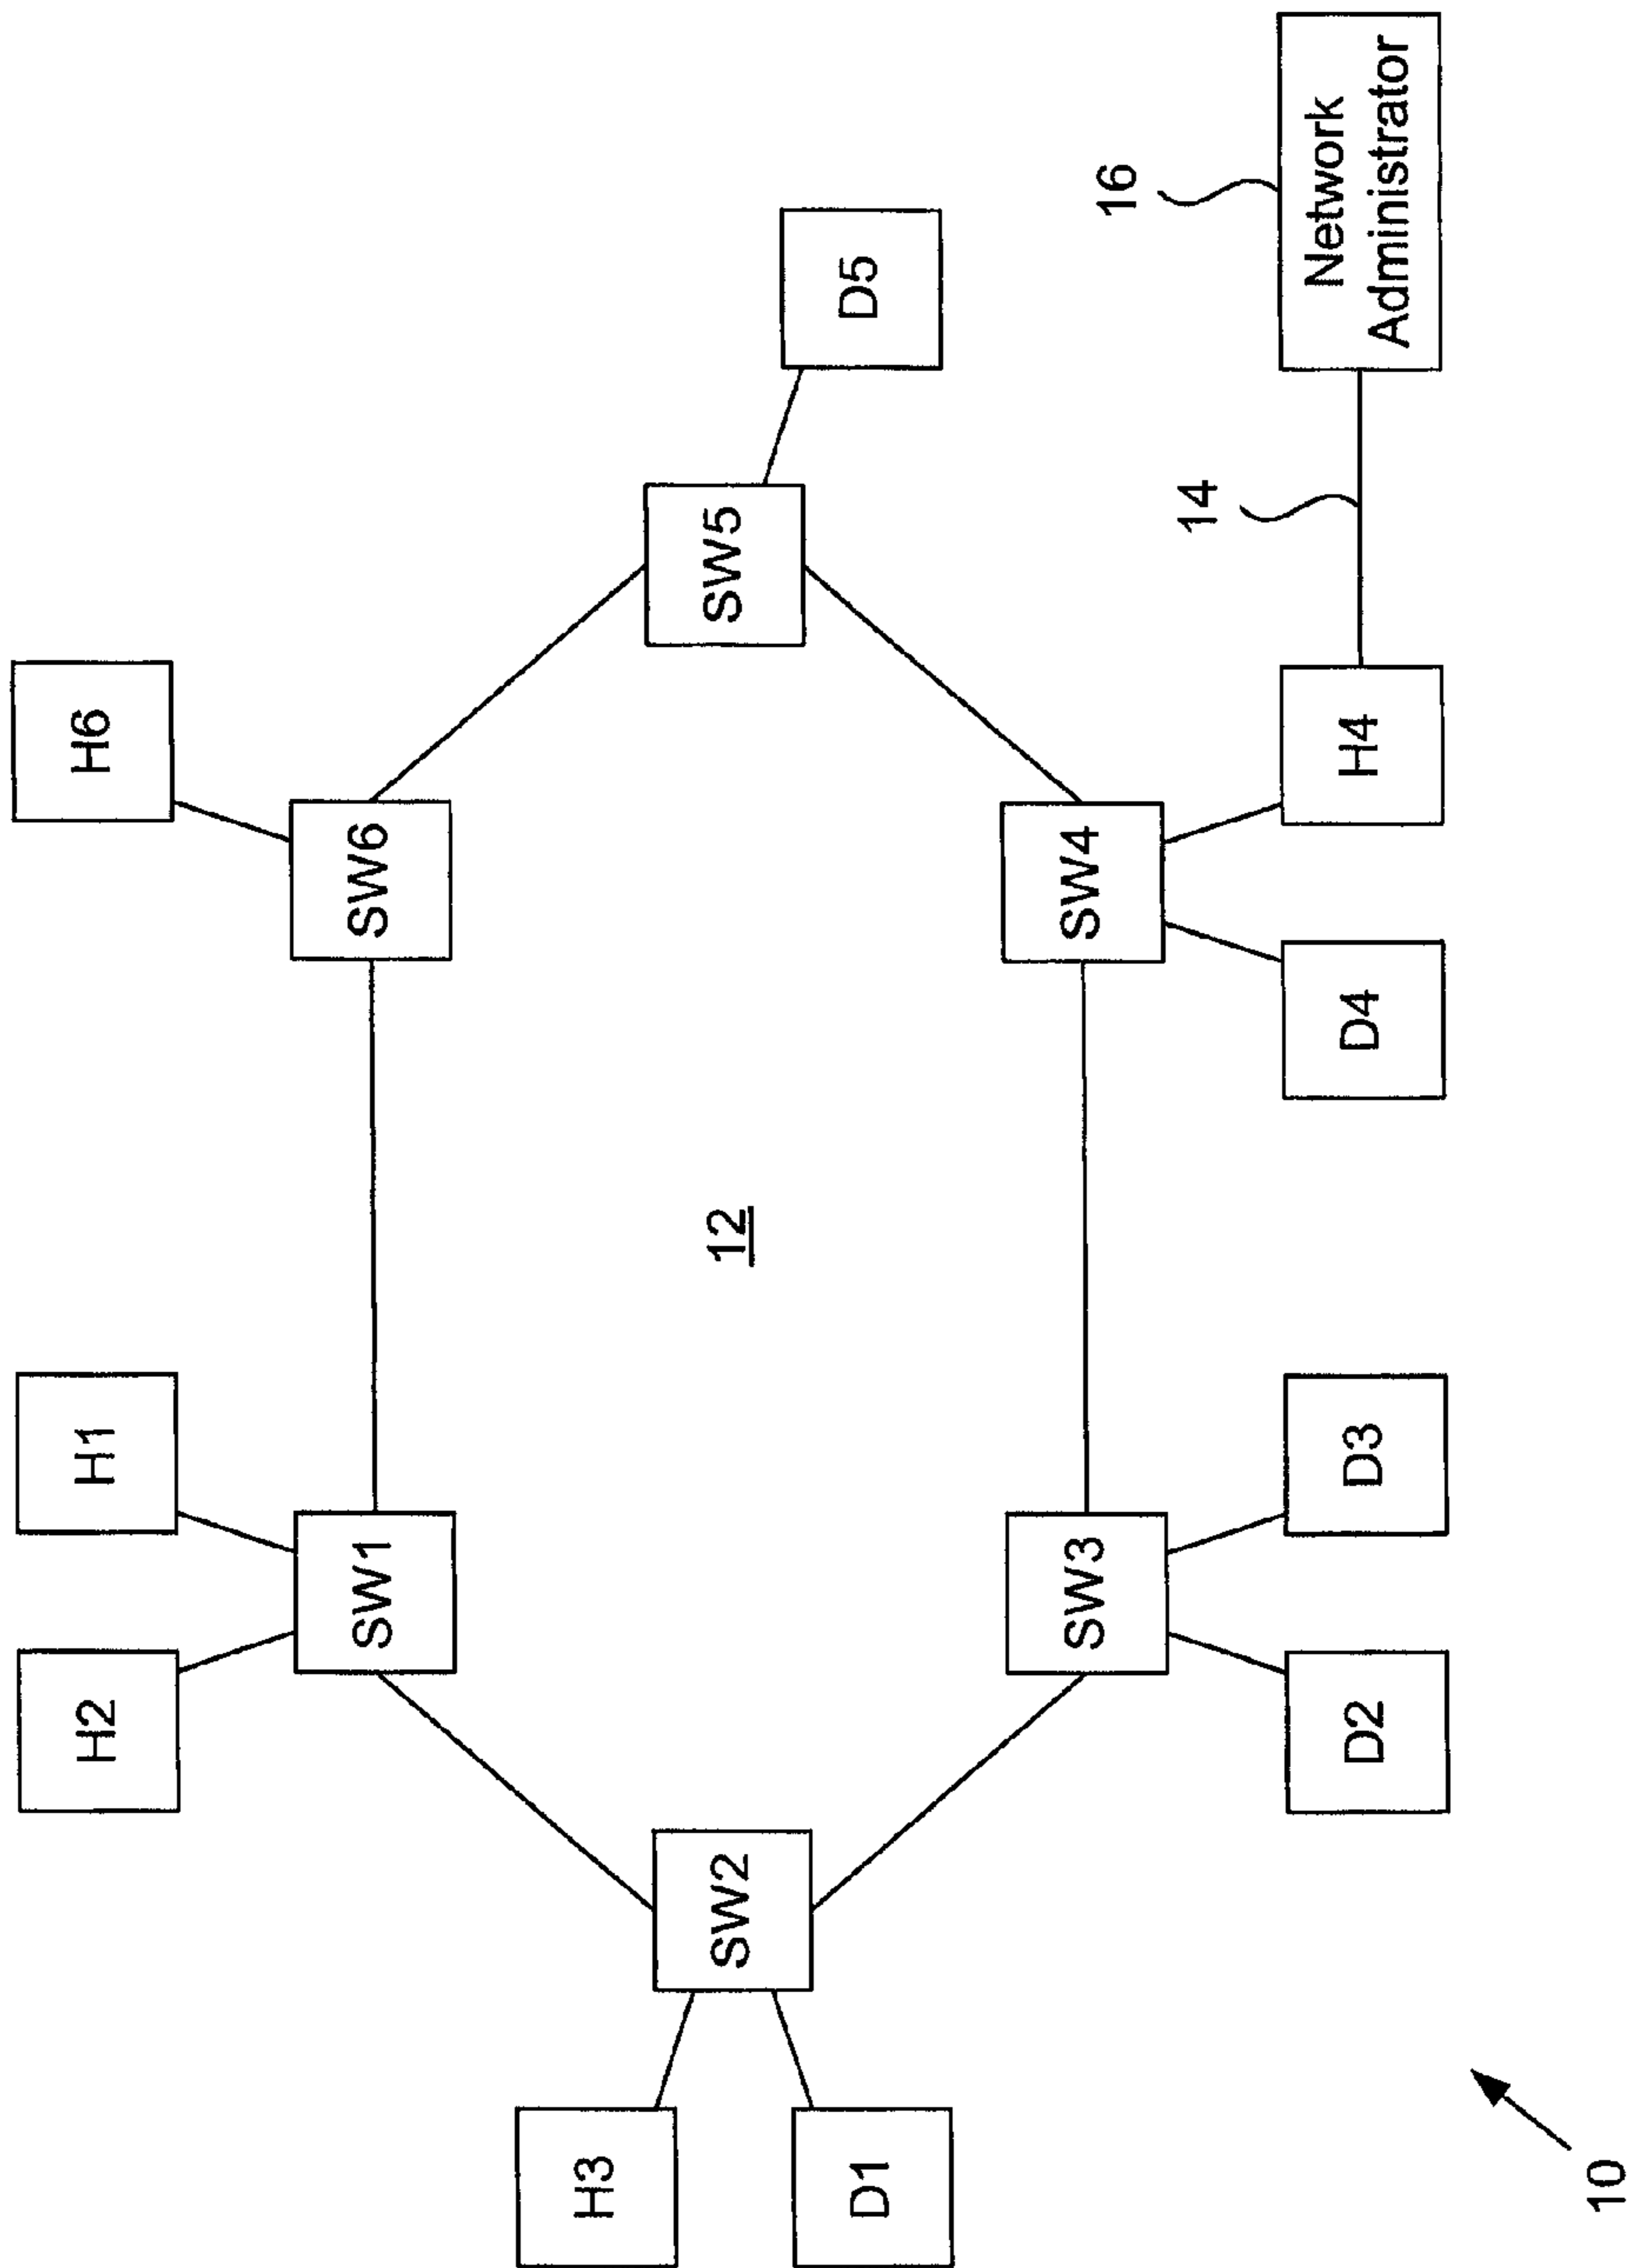 H2
H1
H6
SW1
SW6
H3
SW2
12
SW5
D1
D5
SW3
SW4
16
14
D2
D3
D4
H4
Network
Administrator
10